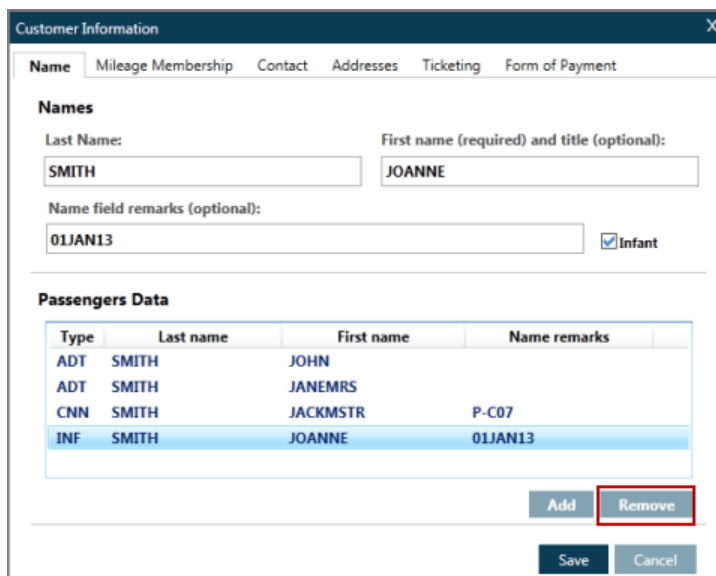 Customer Information X
Name Mileage Membership Contact Addresses Ticketing Form of Payment
Names
Last Name: First name (required) and title (optional):
SMITH JOANNE
Name field remarks (optional):
01JAN13 Infant
Passengers Data
Type Last name First name Name remarks
ADT SMITH JOHN
ADT SMITH JANEMRS
CNN SMITH JACKMSTR P-C07
INF SMITH JOANNE 01JAN13
Add Remove
Save Cancel